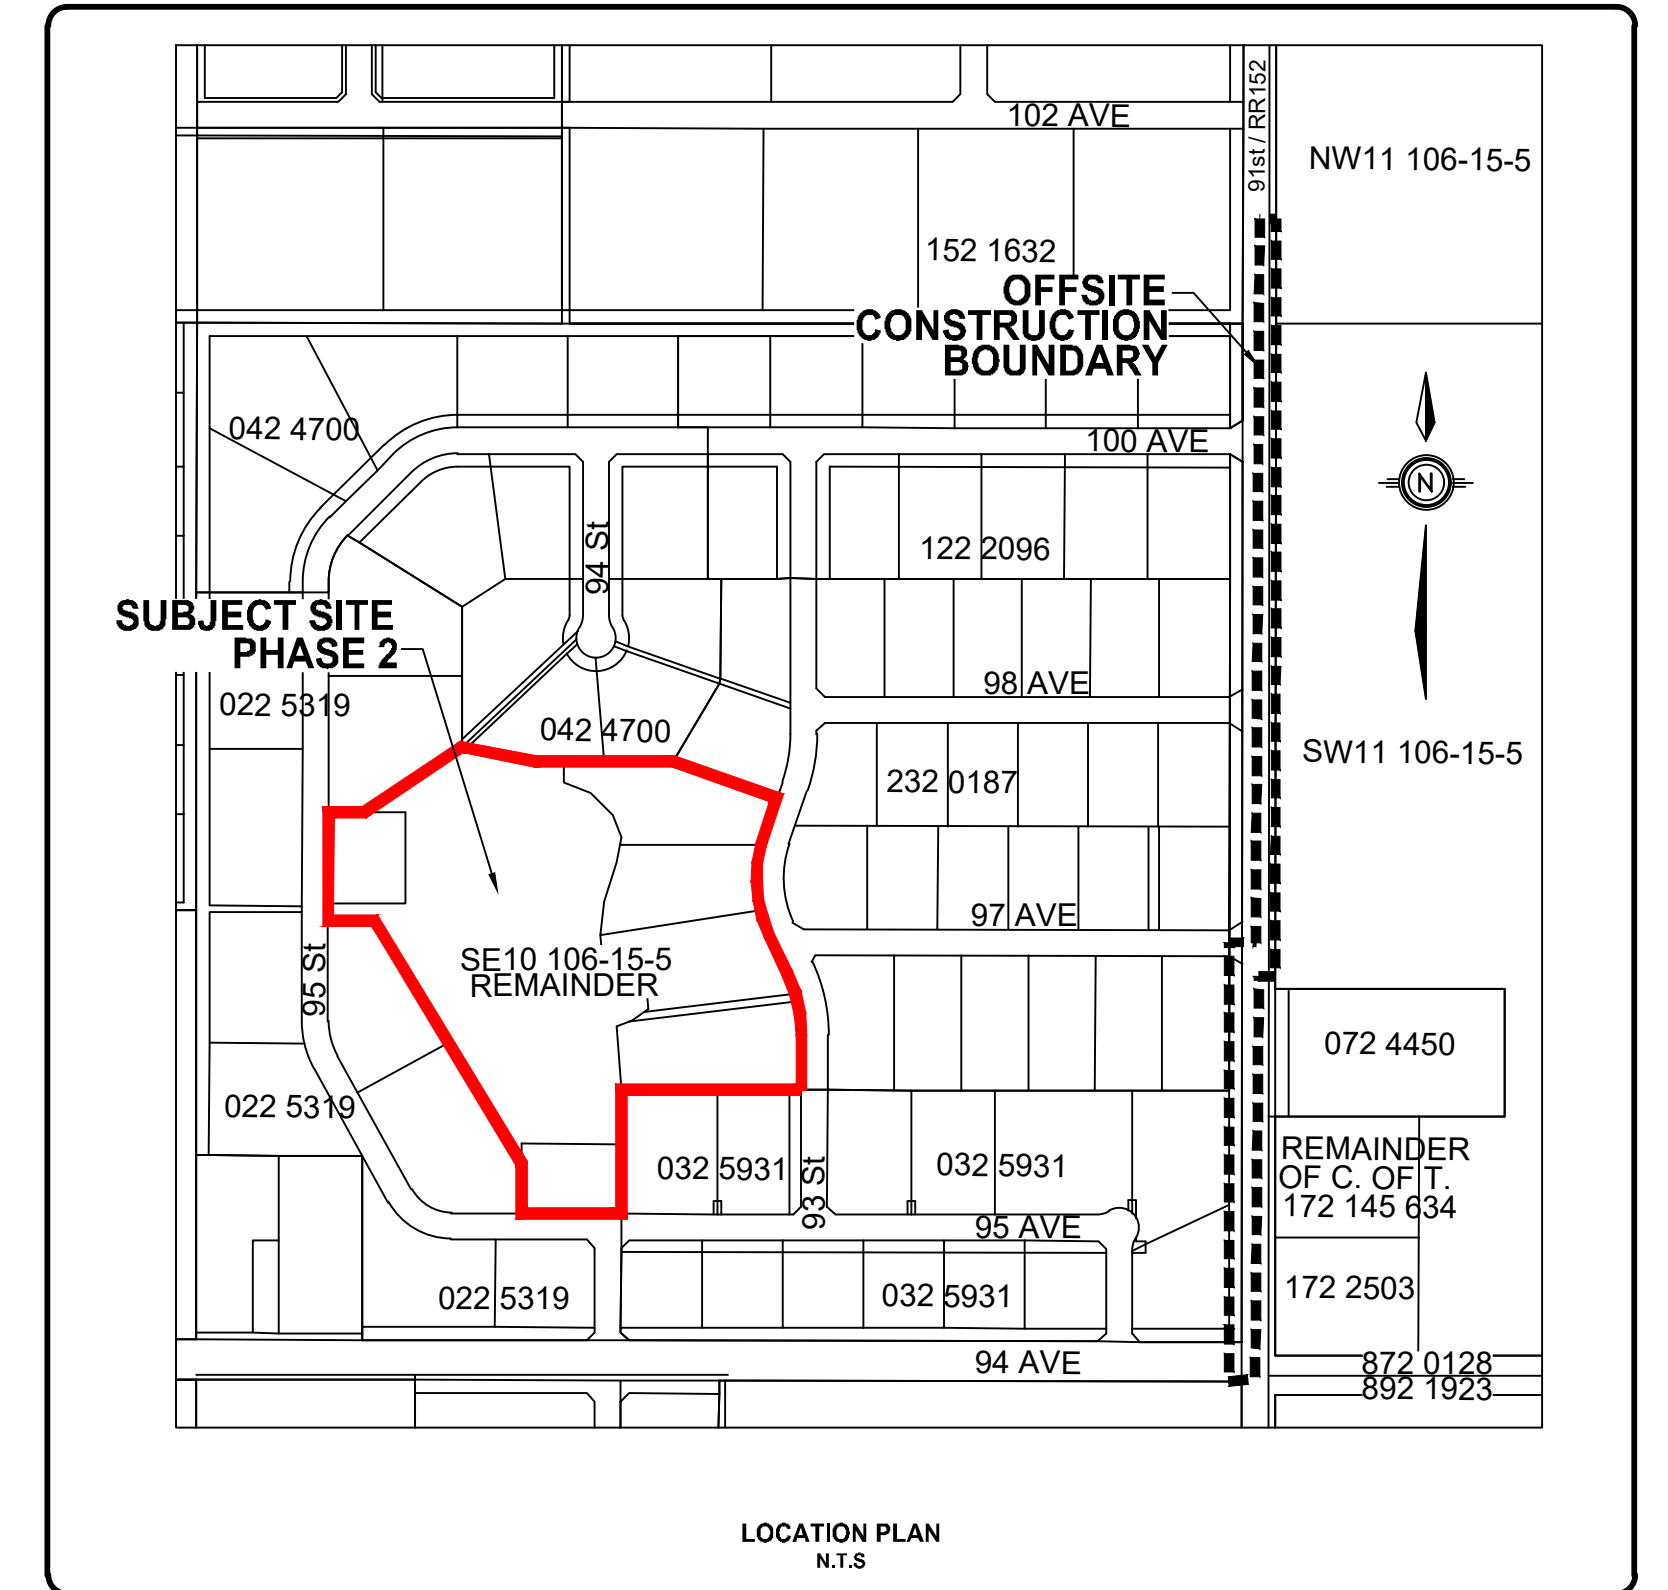 102 AVE
91st / RR152
NW11 106-15-5
152 1632
OFFSITE
CONSTRUCTION
BOUNDARY
042 4700
100 AVE
N
94 St
122 2096
SUBJECT SITE
PHASE 2
98 AVE
022 5319
042 4700
SW11 106-15-5
232 0187
97 AVE
SE10 106-15-5
REMAINDER
95 St
072 4450
022 5319
032 5931
93 St
032 5931
REMAINDER
OF C. OF T.
172 145 634
95 AVE
022 5319
032 5931
172 2503
94 AVE
872 0128
892 1923
LOCATION PLAN
N.T.S